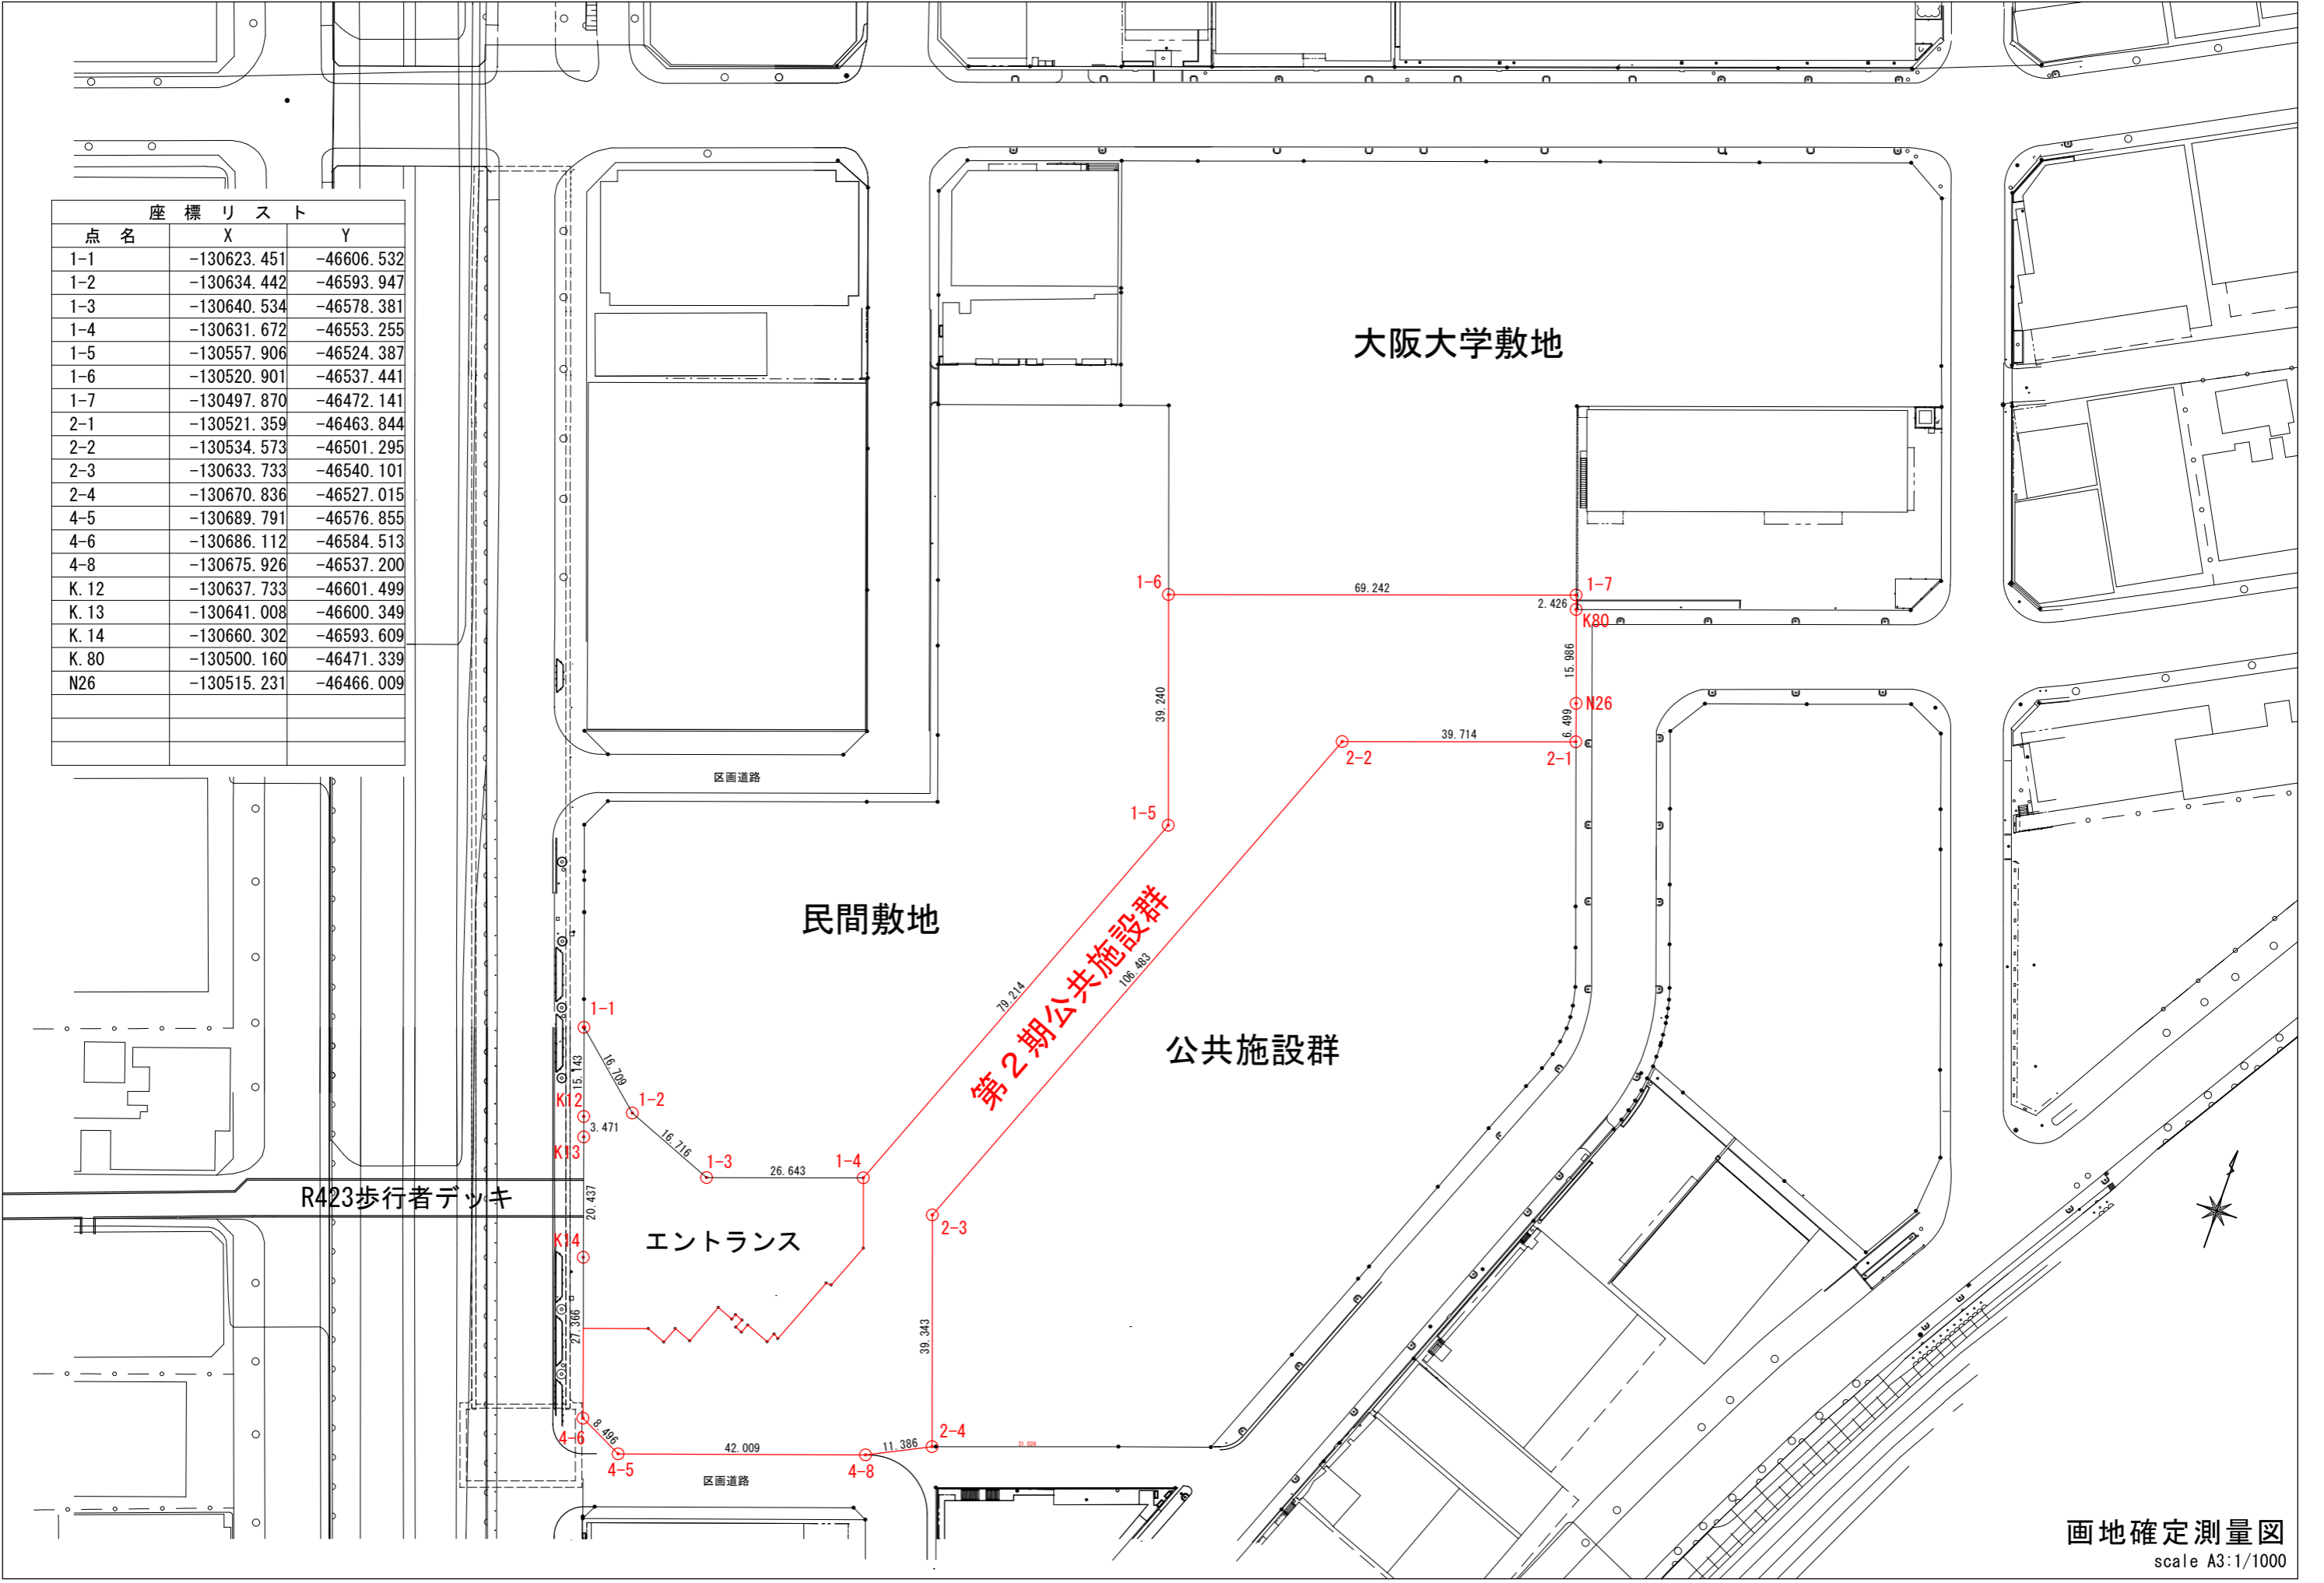 座標リスト
点名 X Y
1-1 -130623.451 -46606.532
1-2 -130634.442 -46593.947
1-3 -130640.534 -46578.381
1-4 -130631.672 -46553.255
1-5 -130557.906 -46524.387
1-6 -130520.901 -46537.441
1-7 -130497.870 -46472.141
2-1 -130521.359 -46463.844
2-2 -130534.573 -46501.295
2-3 -130633.733 -46540.101
2-4 -130670.836 -46527.015
4-5 -130689.791 -46576.855
4-6 -130686.112 -46584.513
4-8 -130675.926 -46537.200
K.12 -130637.733 -46601.499
K.13 -130641.008 -46600.349
K.14 -130660.302 -46593.609
K.80 -130500.160 -46471.339
N26 -130515.231 -46466.009
大阪大学敷地
1-6
69.242
1-7
2.426
K80
15.986
39.240
N26
6.499
39.714
2-2
2-1
区画道路
1-5
民間敷地
第2期公共施設群
79.214
106.483
公共施設群
1-1
16.709
15.143
K12
1-2
3.471
16.716
K13
1-3
26.643
1-4
R423歩行者デッキ
20.437
エントランス
2-3
K14
27.366
39.343
4-6
8.496
4-5
42.009
4-8
11.386
2-4
区画道路
画地確定測量図
scale A3:1/1000